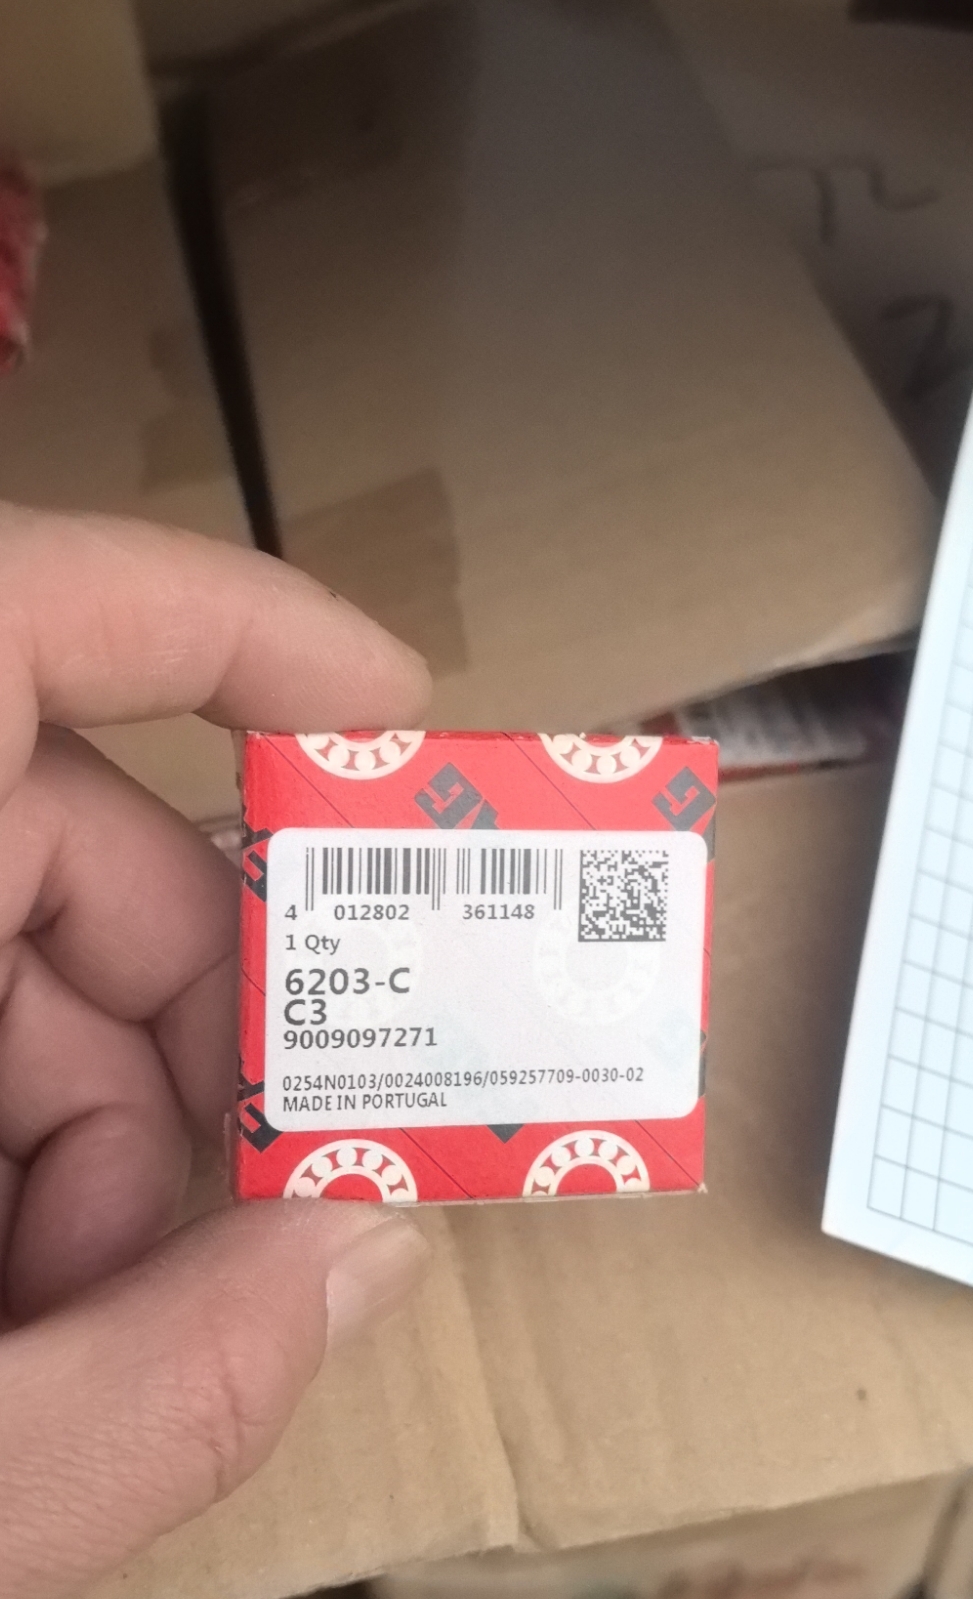 4 012802 361148
1 Qty
6203-C
C3
9009097271
0254N0103/0024008196/059257709-0030-02
MADE IN PORTUGAL